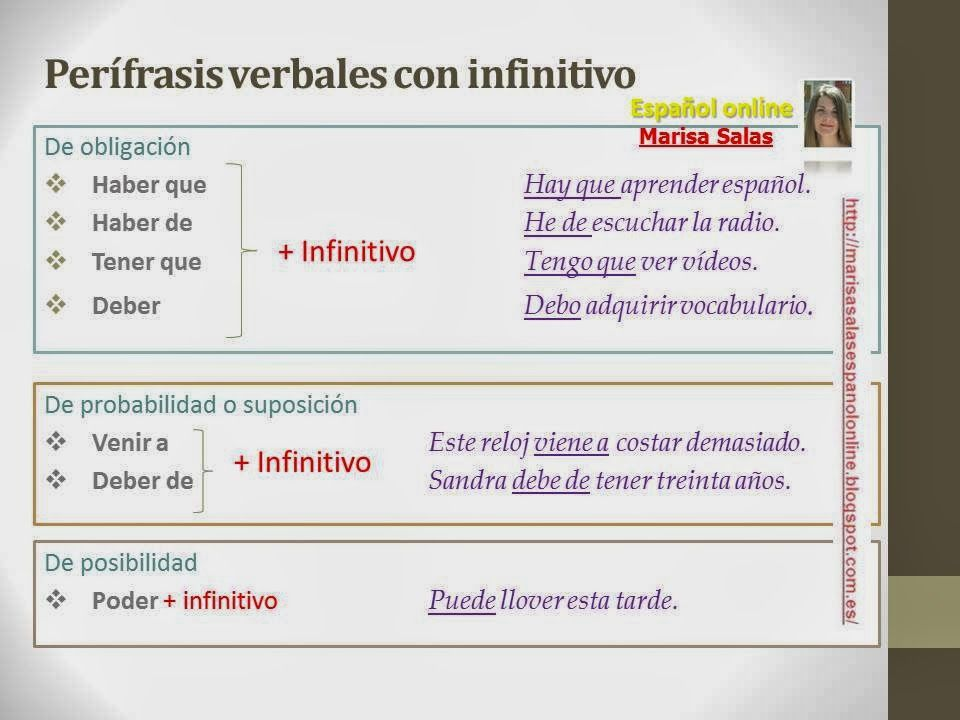 Perífrasis verbales con infinitivo
Español online
Marisa Salas
De obligación
Haber que
Haber de
Tener que
Deber
+ Infinitivo
Hay que aprender español.
He de escuchar la radio.
Tengo que ver vídeos.
Debo adquirir vocabulario.
De probabilidad o suposición
Venir a
Deber de
+ Infinitivo
Este reloj viene a costar demasiado.
Sandra debe de tener treinta años.
De posibilidad
Poder + infinitivo
Puede llover esta tarde.
http://marisasalasespanolonline.blogspot.com.es/